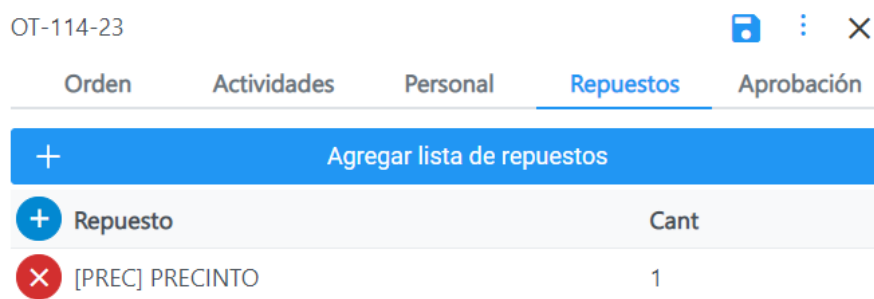 OT-114-23
Orden Actividades Personal Repuestos Aprobación
Agregar lista de repuestos
Repuesto Cant
[PREC] PRECINTO 1